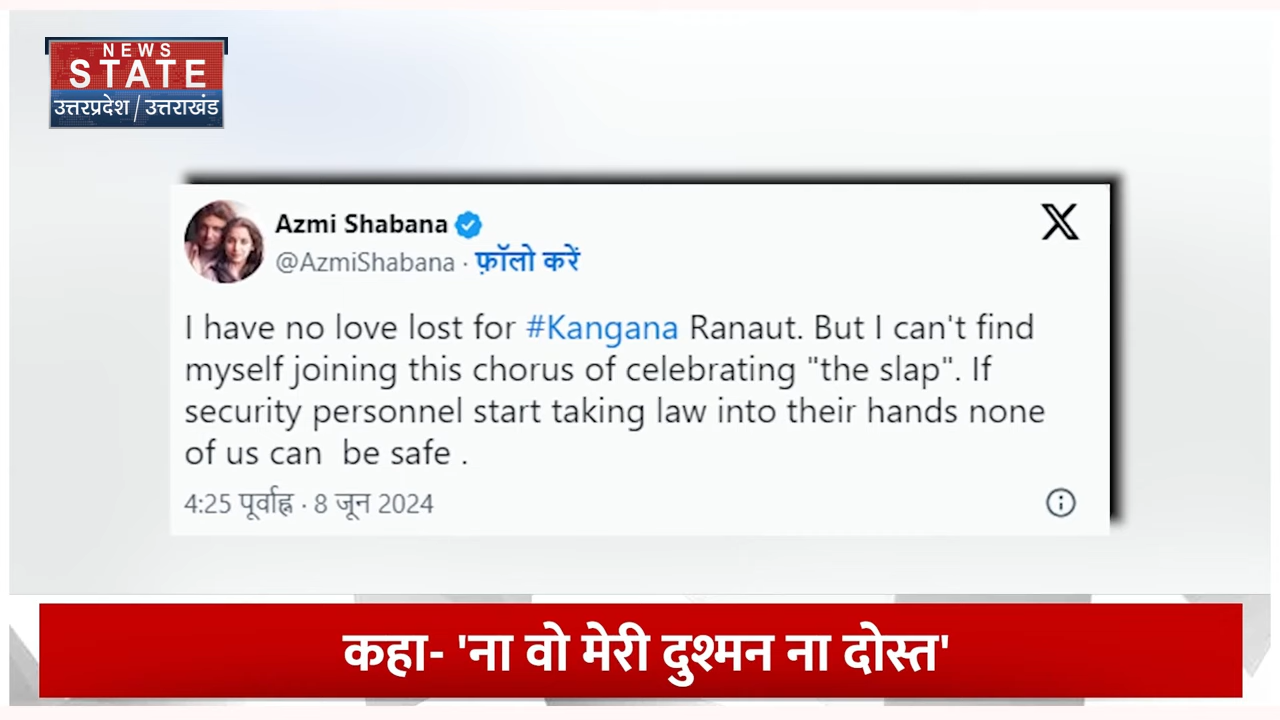 NEWS
STATE
उत्तरप्रदेश / उत्तराखंड
Azmi Shabana
@AzmiShabana · फ़ॉलो करें
I have no love lost for #Kangana Ranaut. But I can't find
myself joining this chorus of celebrating "the slap". If
security personnel start taking law into their hands none
of us can  be safe .
4:25 पूर्वाह्न · 8 जून 2024
कहा- 'ना वो मेरी दुश्मन ना दोस्त'